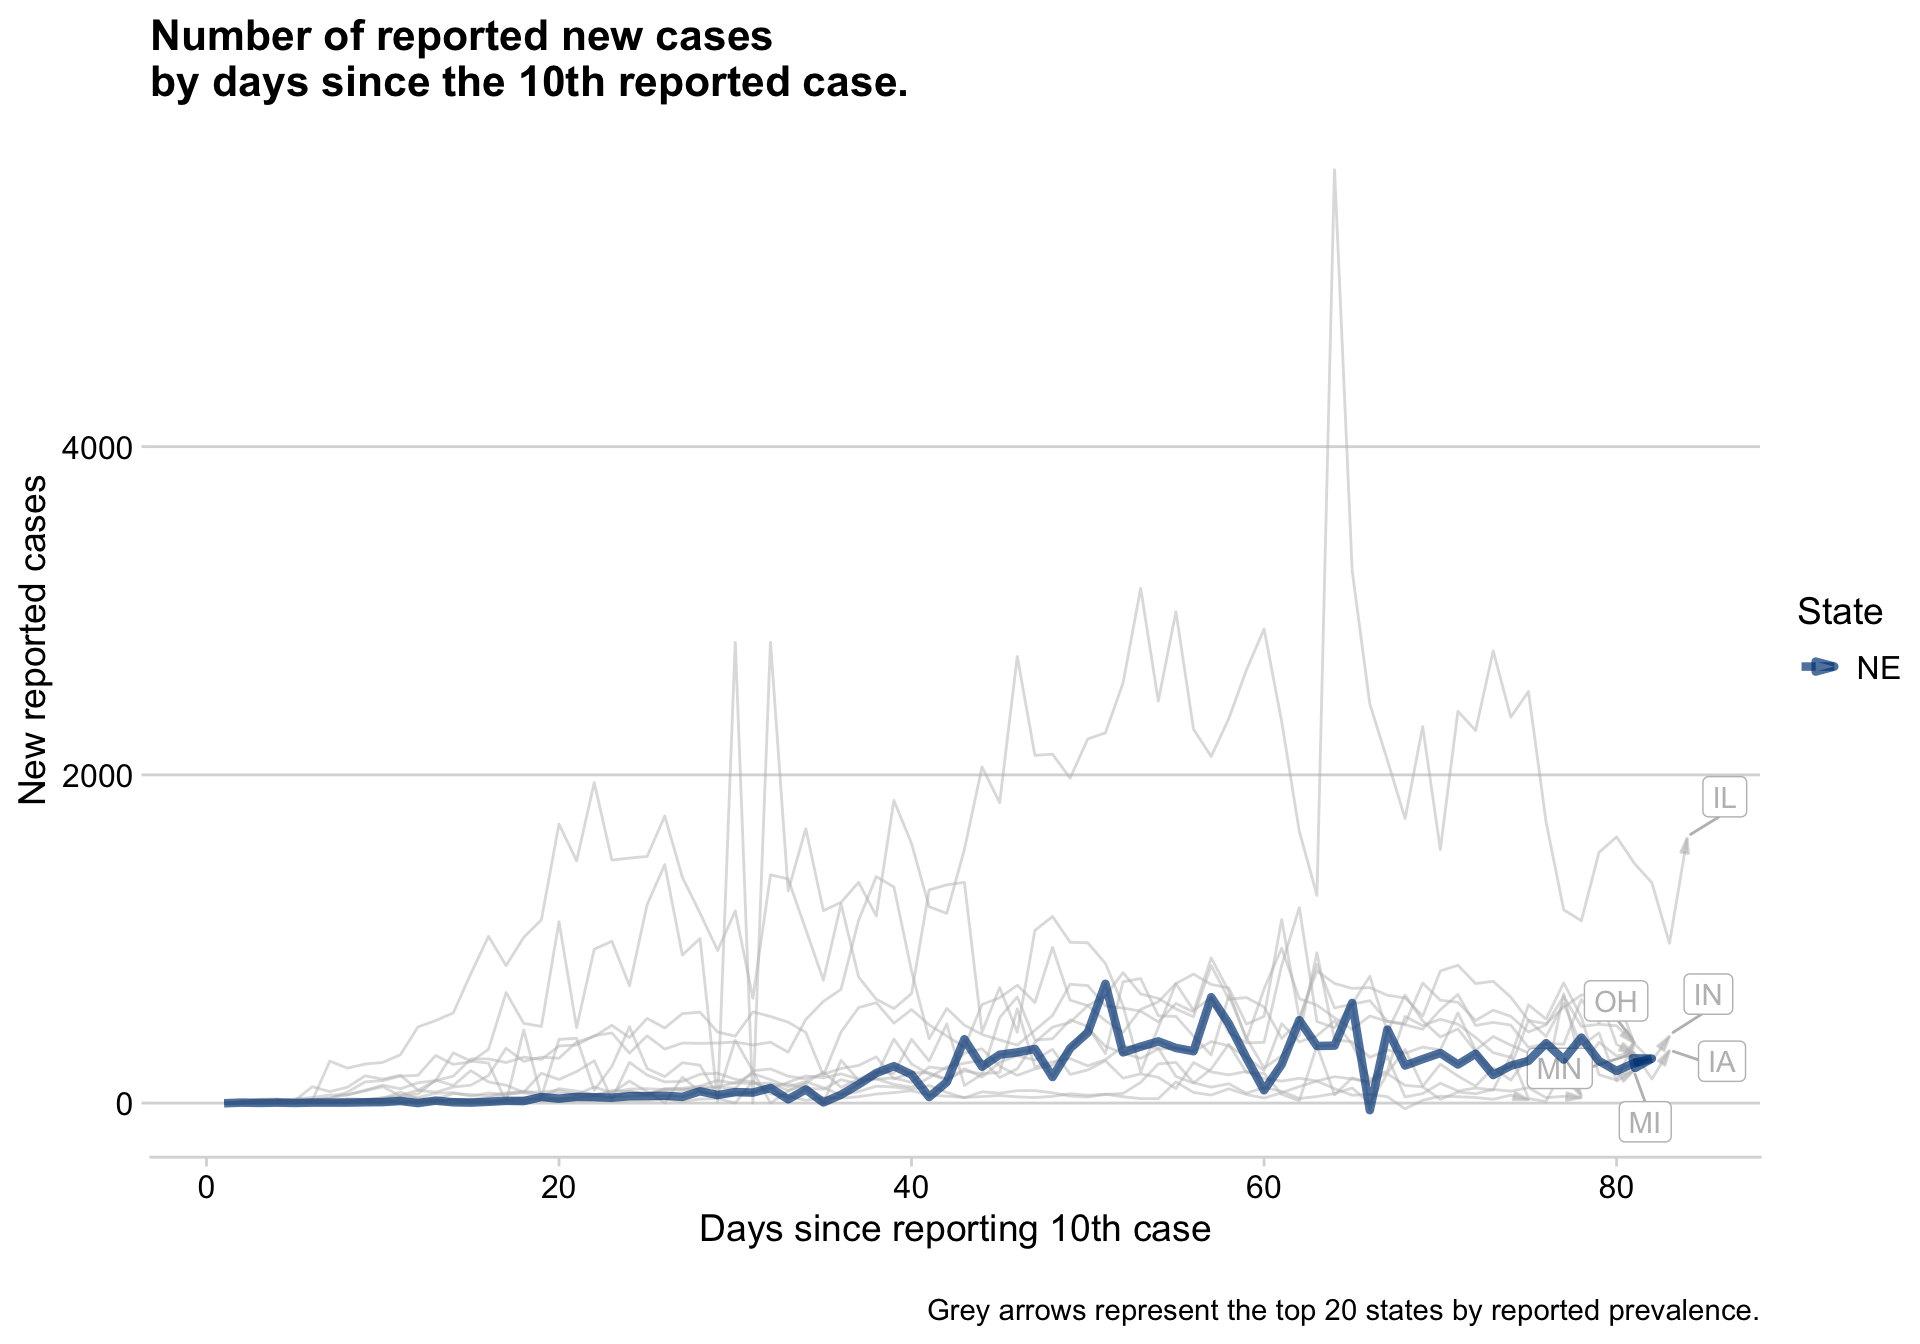 Number of reported new cases
by days since the 10th reported case.
New reported cases
4000
2000
0
0
20
40
60
80
Days since reporting 10th case
IL
IN
OH
IA
MN
MI
State
NE
Grey arrows represent the top 20 states by reported prevalence.